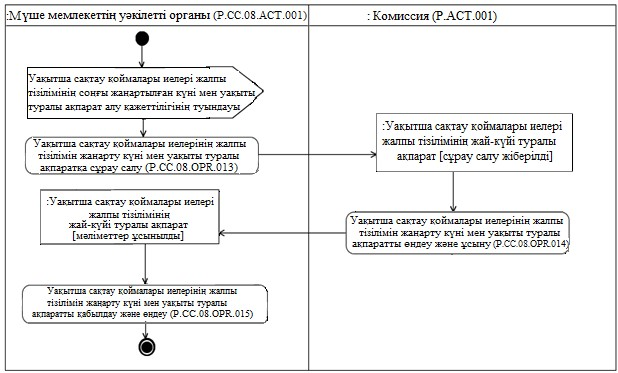 :Мүше мемлекеттің уәкілетті органы (P.CC.08.ACT.001)
: Комиссия (P.ACT.001)
Уақытша сақтау қоймалары иелері жалпы
тізілімінің соңғы жанартылған күні мен уақыты
туралы ақпарат алу қажеттілігінің туындауы
Уақытша сақтау қоймалары иелерінің жалпы
тізілімін жаңарту күні мен уақыты туралы
ақпаратқа сұрау салу (P.CC.08.OPR.013)
:Уақытша сақтау қоймалары иелері
жалпы тізілімінің жай-күйі туралы
ақпарат [сұрау салу жіберілді]
:Уақытша сақтау қоймалары иелері
жалпы тізілімінің
жай-күйі туралы ақпарат
[мәліметтер ұсынылды]
Уақытша сақтау қоймалары иелерінің жалпы
тізілімін жаңарту күні мен уақыты туралы
ақпаратты өндеу және ұсыну (P.CC.08.OPR.014)
Уақытша сақтау қоймалары иелерінің жалпы
тізілімін жаңарту күні мен уақыты туралы
ақпаратты қабылдау және өндеу (P.CC.08.OPR.015)